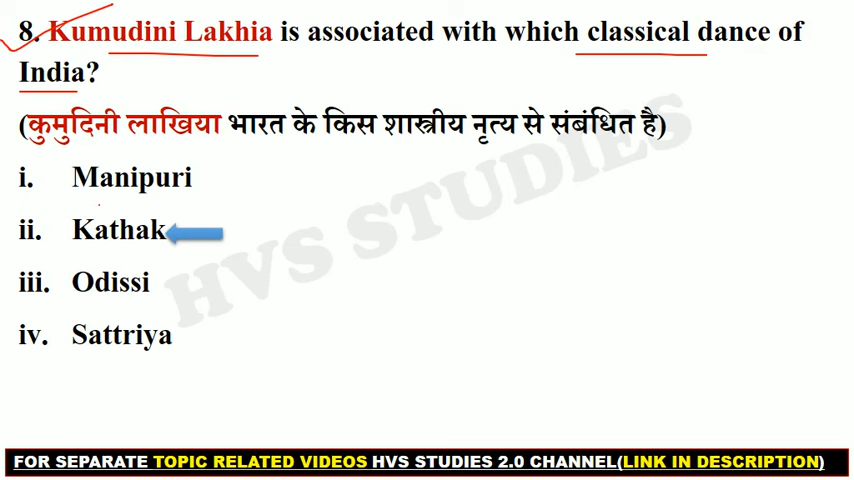 8. Kumudini Lakhia is associated with which classical dance of
India?
(कुमुदिनी लाखिया भारत के किस शास्त्रीय नृत्य से संबंधित है)
i. Manipuri
ii. Kathak
iii. Odissi
iv. Sattriya
HVS STUDIES
FOR SEPARATE TOPIC RELATED VIDEOS HVS STUDIES 2.0 CHANNEL(LINK IN DESCRIPTION)